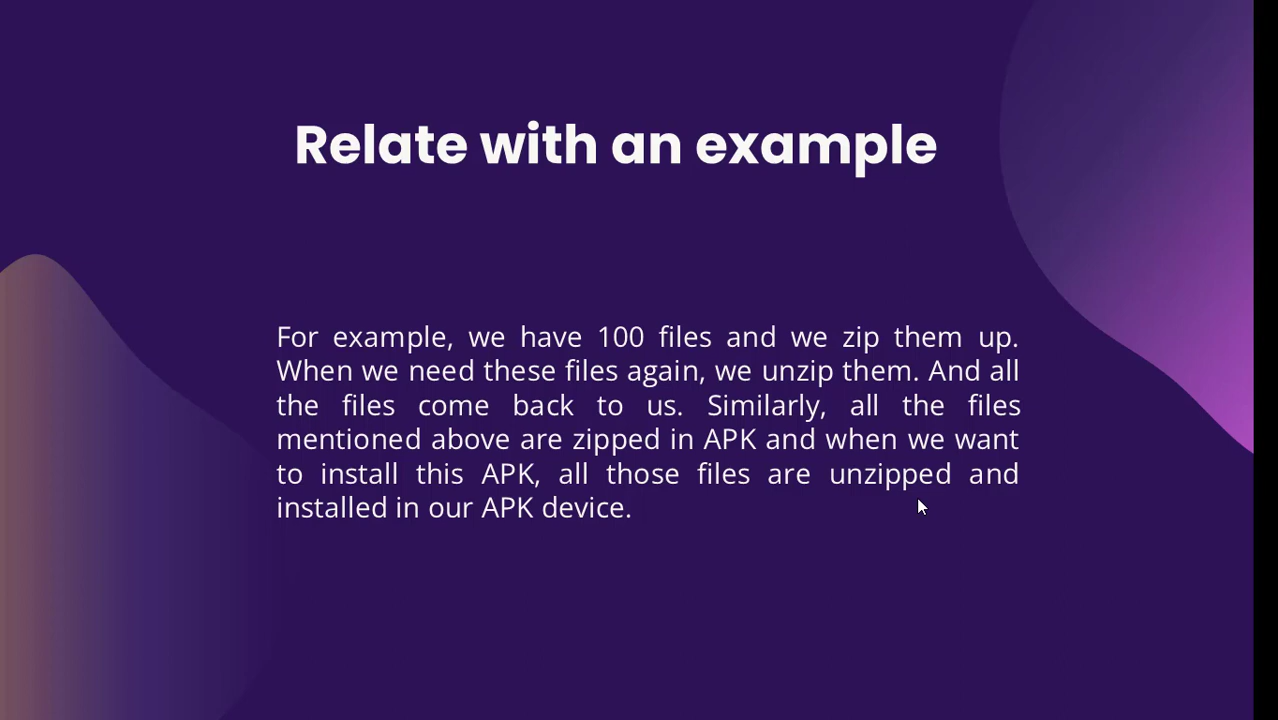 Relate with an example
For example, we have 100 files and we zip them up.
When we need these files again, we unzip them. And all
the files come back to us. Similarly, all the files
mentioned above are zipped in APK and when we want
to install this APK, all those files are unzipped and
installed in our APK device.